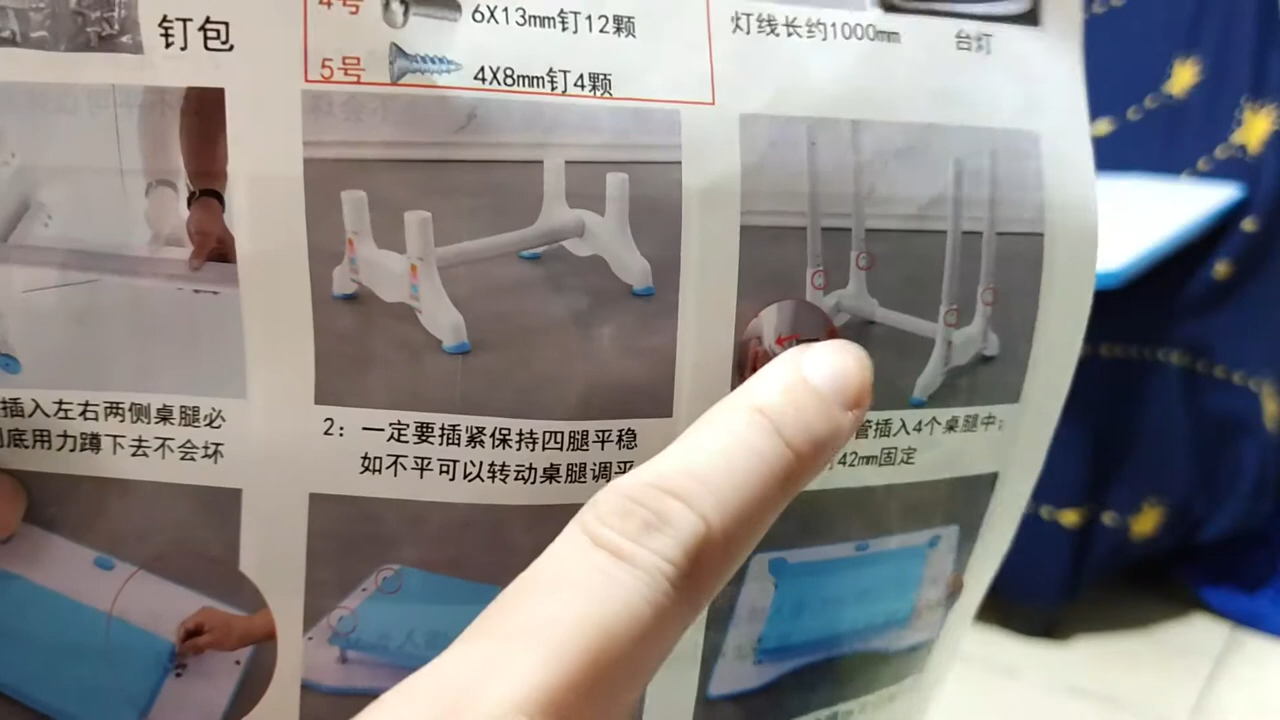 钉包
4号
6X13mm钉12颗
5号
4X8mm钉4颗
灯线长约1000mm
台灯
插入左右两侧桌腿必
底用力蹲下去不会坏
2：一定要插紧保持四腿平稳
如不平可以转动桌腿调平
管插入4个桌腿中
42mm固定